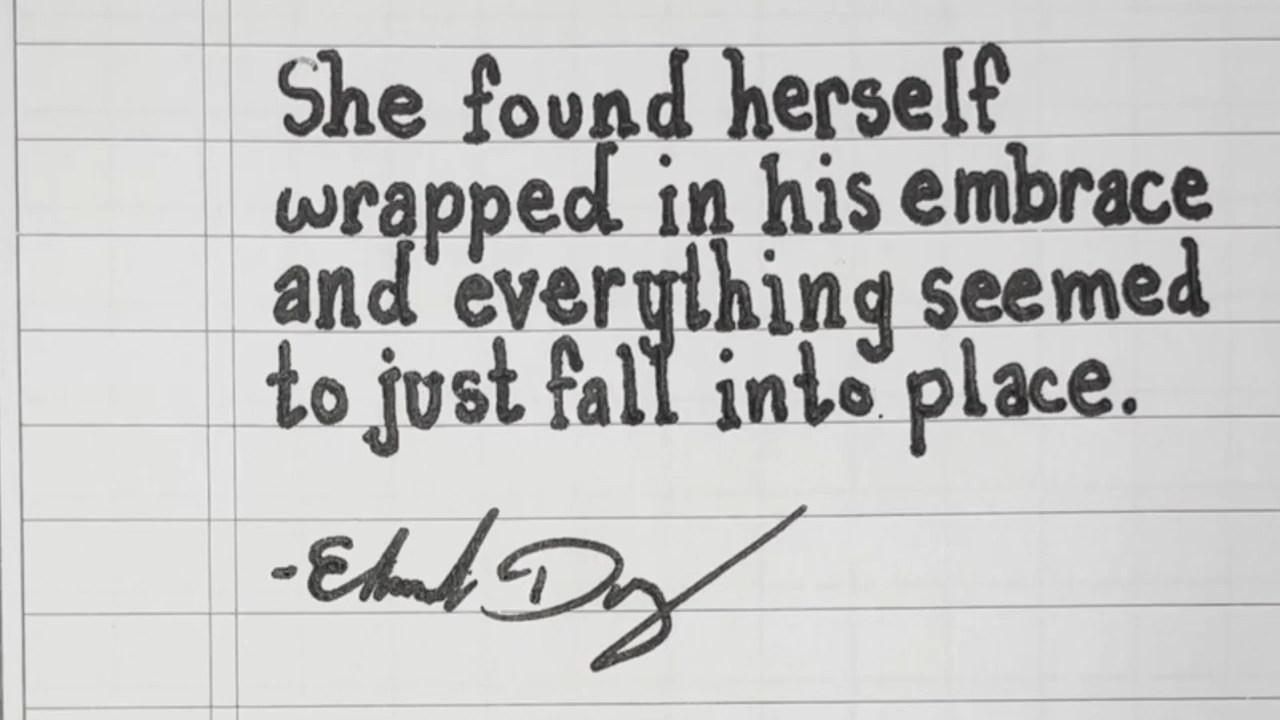 She found herself
wrapped in his embrace
and everything seemed
to just fall into place.